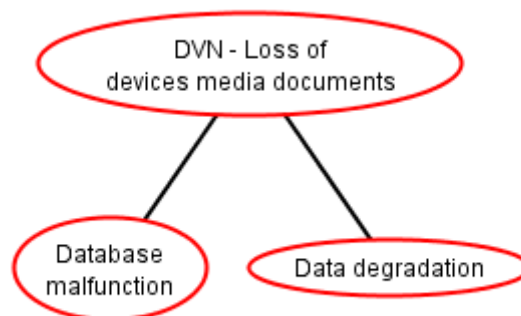 DVN - Loss of
devices media documents
Database
malfunction
Data degradation